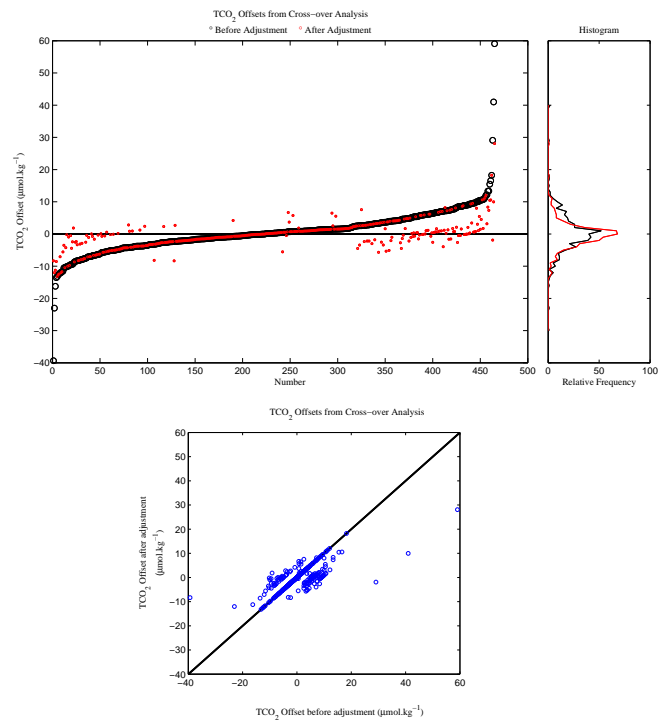 TCO2 Offsets from Cross-over Analysis
Before Adjustment After Adjustment
Histogram
60
50
40
30
20
10
0
−10
−20
−30
−40
TCO2 Offset (µmol.kg−1)
0 50 100 150 200 250 300 350 400 450 500
Number
0 50 100
Relative Frequency
TCO2 Offsets from Cross-over Analysis
60
50
40
30
20
10
0
−10
−20
−30
−40
TCO2 Offset after adjustment
(µmol.kg−1)
−40 −20 0 20 40 60
TCO2 Offset before adjustment (µmol.kg−1)